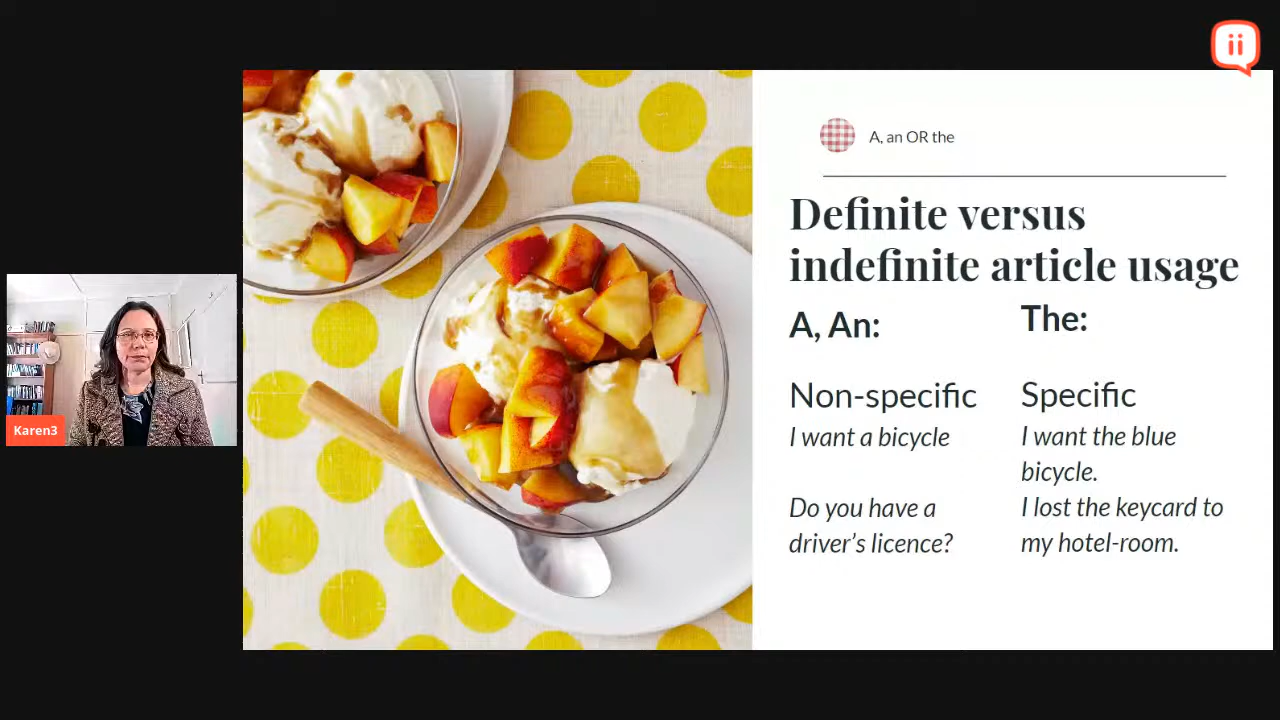 ii
A, an OR the
Definite versus
indefinite article usage
A, An:
Non-specific
I want a bicycle
Do you have a
driver's licence?
The:
Specific
I want the blue
bicycle.
I lost the keycard to
my hotel-room.
Karen3